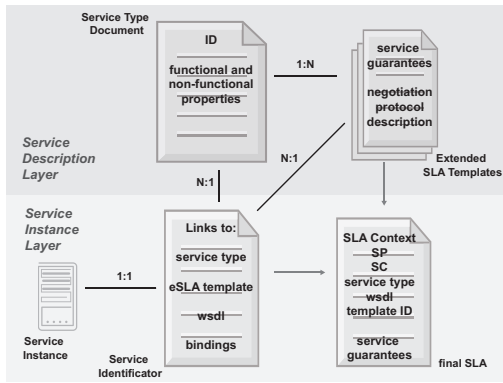 Service Type
Document
ID
functional and
non-functional
properties
1:N
service
guarantees
negotiation
protocol
description
Extended
SLA Templates
Service
Description
Layer
N:1
N:1
Service
Instance
Layer
1:1
Service
Instance
Links to:
service type
eSLA template
wsdl
bindings
Service
Identificator
SLA Context
SP
SC
service type
wsdl
template ID
service
guarantees
final SLA